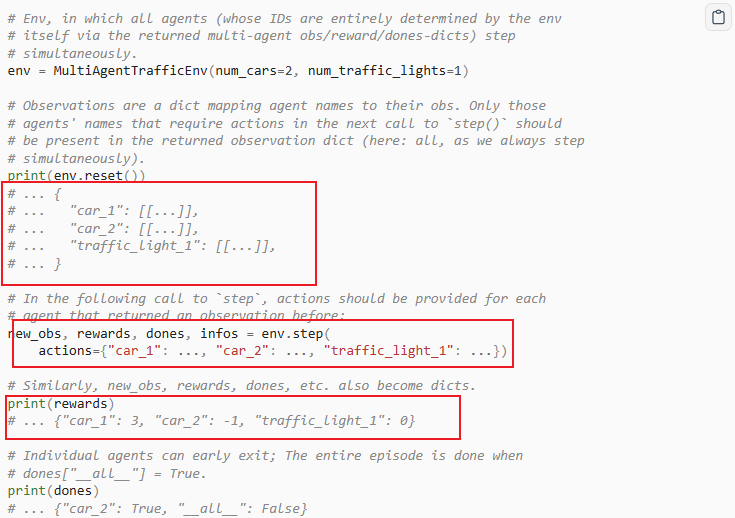 # Env, in which all agents (whose IDs are entirely determined by the env
# itself via the returned multi-agent obs/reward/dones-dicts) step
# simultaneously.
env = MultiAgentTrafficEnv(num_cars=2, num_traffic_lights=1)
# Observations are a dict mapping agent names to their obs. Only those
# agents' names that require actions in the next call to `step()` should
# be present in the returned observation dict (here: all, as we always step
# simultaneously).
print(env.reset())
# ... {
# ...   "car_1": [[...]],
# ...   "car_2": [[...]],
# ...   "traffic_light_1": [[...]],
# ... }
# In the following call to `step`, actions should be provided for each
# agent that returned an observation before:
new_obs, rewards, dones, infos = env.step(
    actions={"car_1": ..., "car_2": ..., "traffic_light_1": ...})
# Similarly, new_obs, rewards, dones, etc. also become dicts.
print(rewards)
# ... {"car_1": 3, "car_2": -1, "traffic_light_1": 0}
# Individual agents can early exit; The entire episode is done when
# dones["__all__"] = True.
print(dones)
# ... {"car_2": True, "__all__": False}